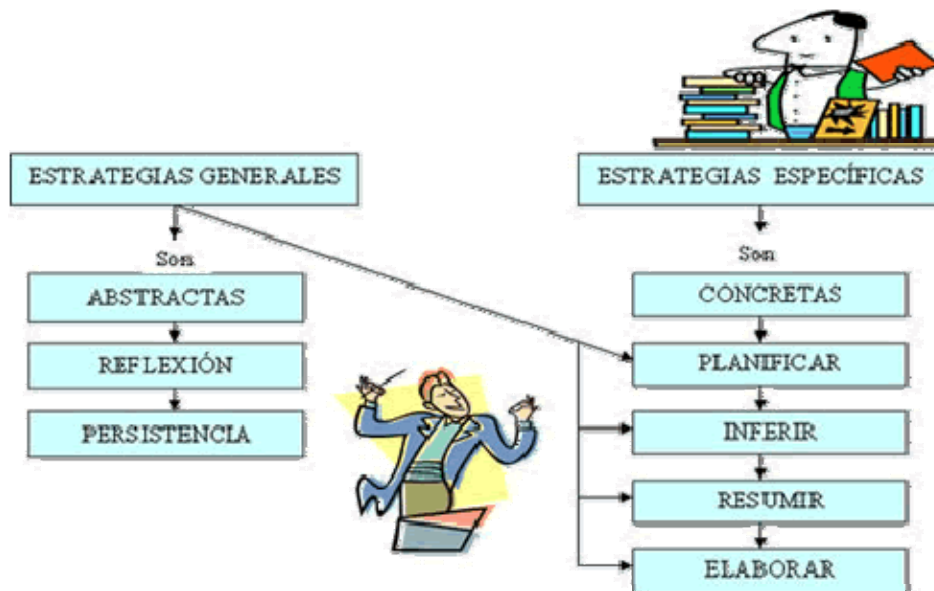 ESTRATEGIAS GENERALES
Son
ABSTRACTAS
REFLEXIÓN
PERSISTENCIA
ESTRATEGIAS ESPECÍFICAS
Son
CONCRETAS
PLANIFICAR
INFERIR
RESUMIR
ELABORAR